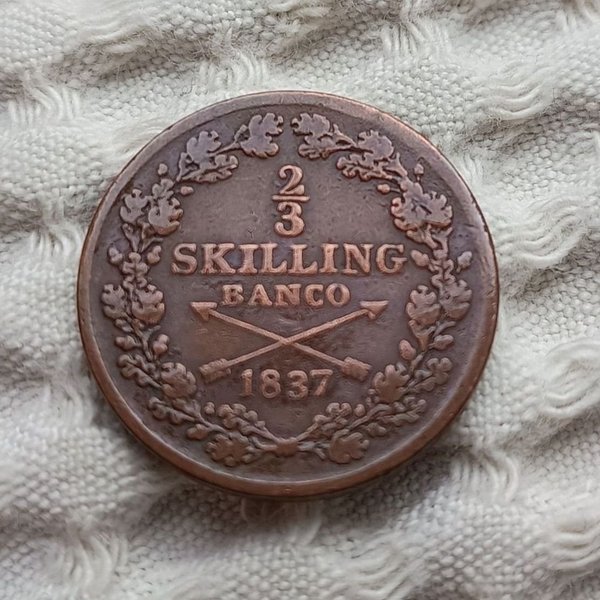 2/3
SKILLING
BANCO
1837